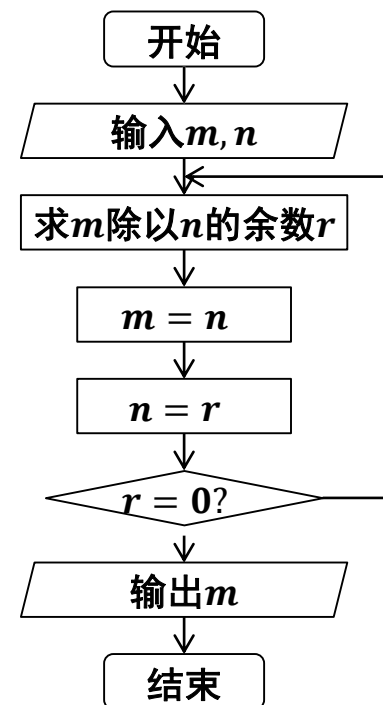 开始
输入m, n
求m除以n的余数r
m = n
n = r
r = 0?
输出m
结束